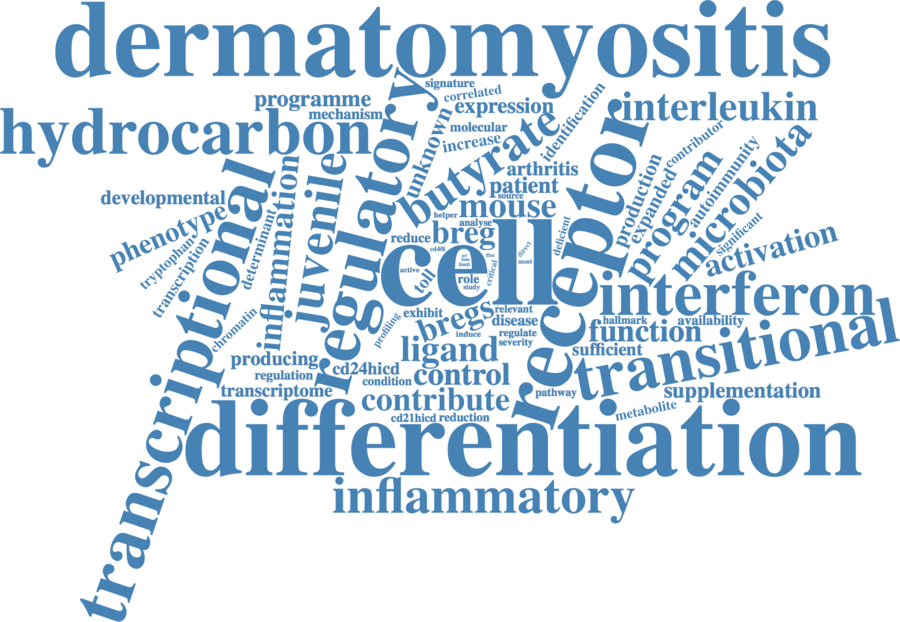 dermatomyositis
signature
correlated
programme
mechanism
expression
identification
interleukin
hydrocarbon
regulatory
unknown
molecular
increase
butyrate
receptor
contributor
arthritis
patient
source
production
expanded
program
autoimmunity
microbiota
developmental
phenotype
tryptophan
transcription
transcriptional
determinant
inflammation
juvenile
mouse
helper
analyse
reduce
breg
cd40l
cell
active
toll
role
study
critical
direct
deficient
significant
activation
interferon
chromatin
profiling
exhibit
bregs
induce
relevant
disease
regulate
severity
hallmark
availability
function
sufficient
transitional
producing
regulation
transcriptome
cd24hicd
condition
ligand
control
contribute
cd21hicd
reduction
pathway
supplementation
metabolite
differentiation
inflammatory